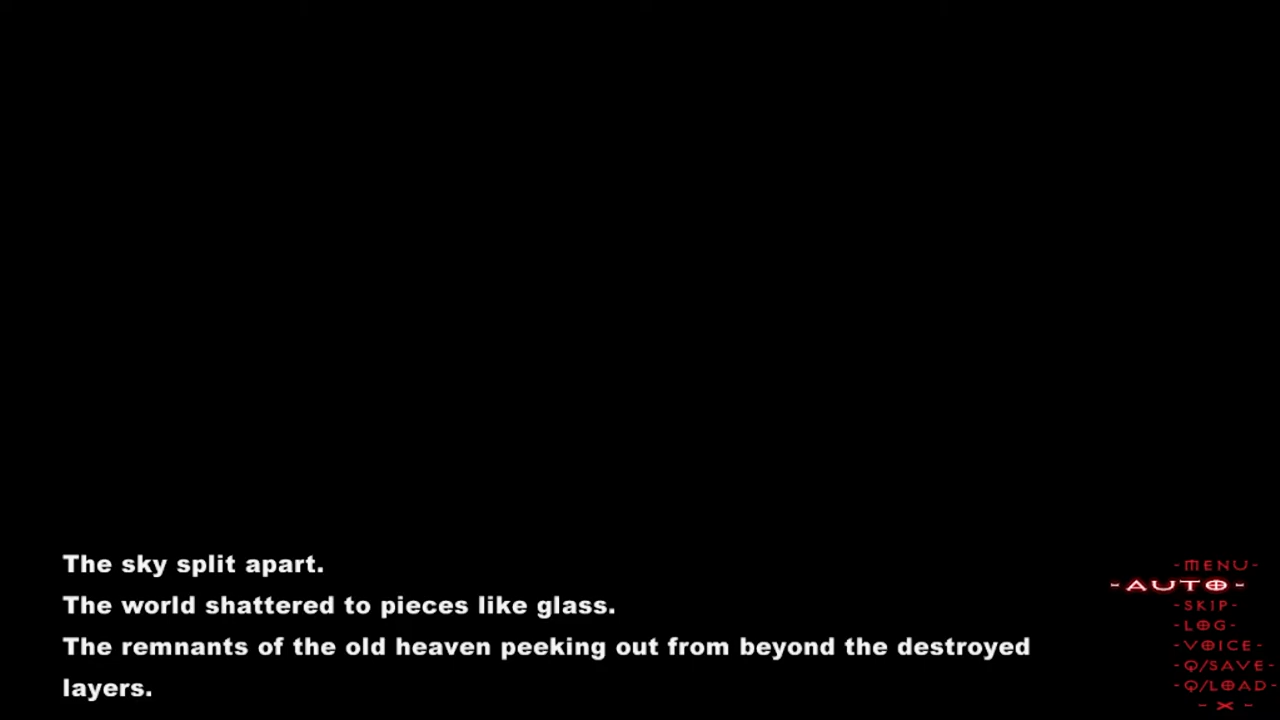 The sky split apart.
The world shattered to pieces like glass.
The remnants of the old heaven peeking out from beyond the destroyed
layers.
-MENU-
-AUTO-
-SKIP-
-LOG-
-VOICE-
-Q/SAVE-
-Q/LOAD-
-X-